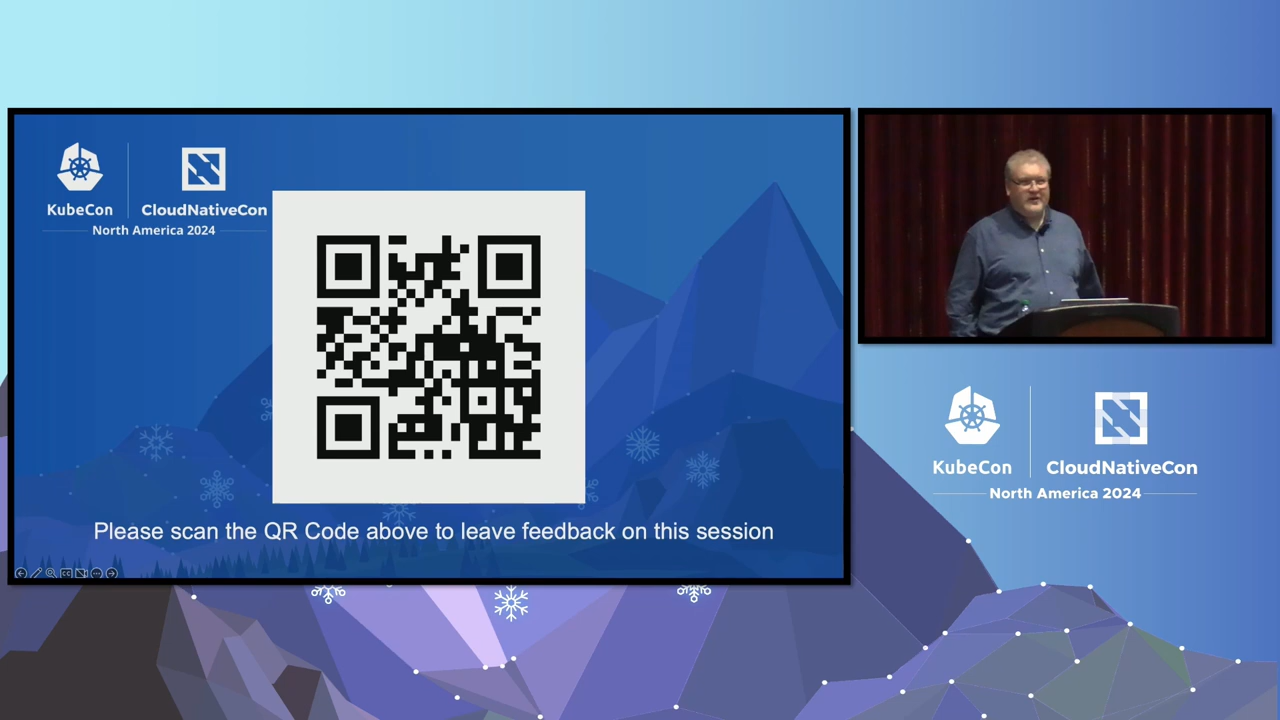 KubeCon
CloudNativeCon
North America 2024
Please scan the QR Code above to leave feedback on this session
KubeCon
CloudNativeCon
North America 2024